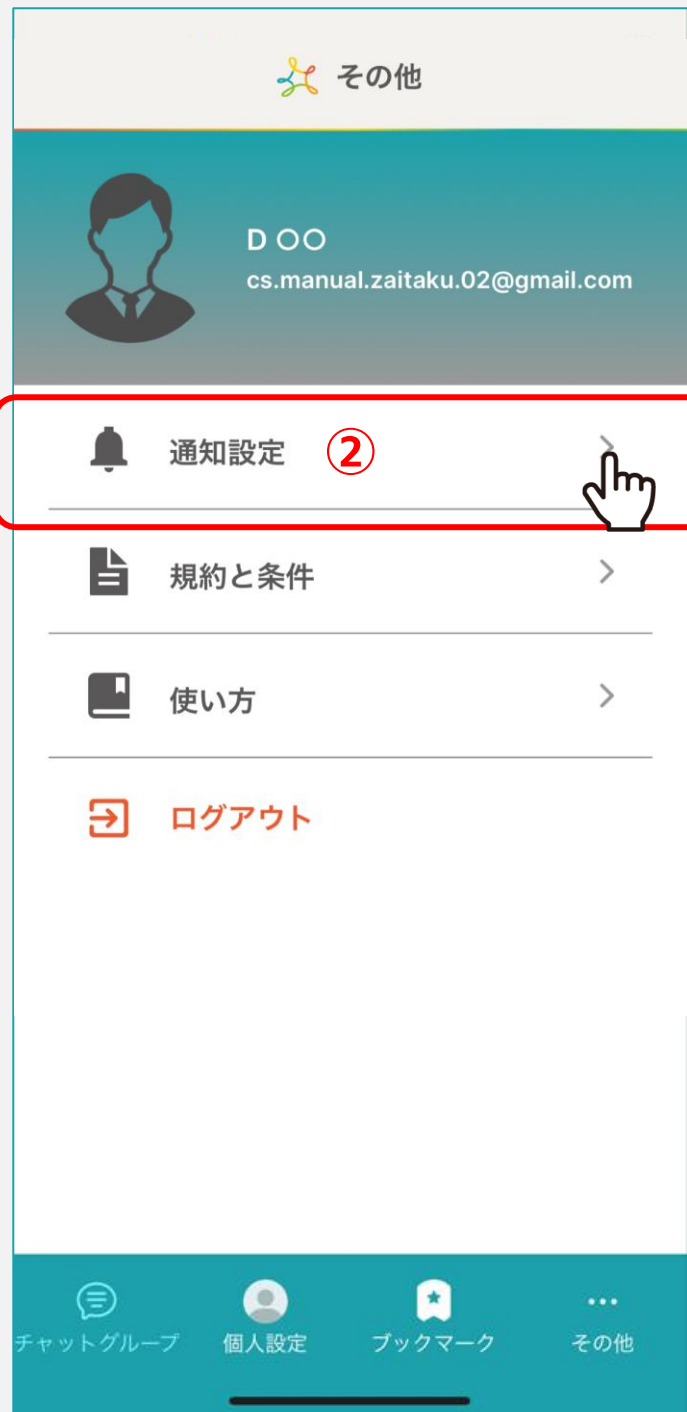 その他
D ○○
cs.manual.zaitaku.02@gmail.com
通知設定 ②
規約と条件
使い方
ログアウト
チャットグループ 個人設定 ブックマーク その他